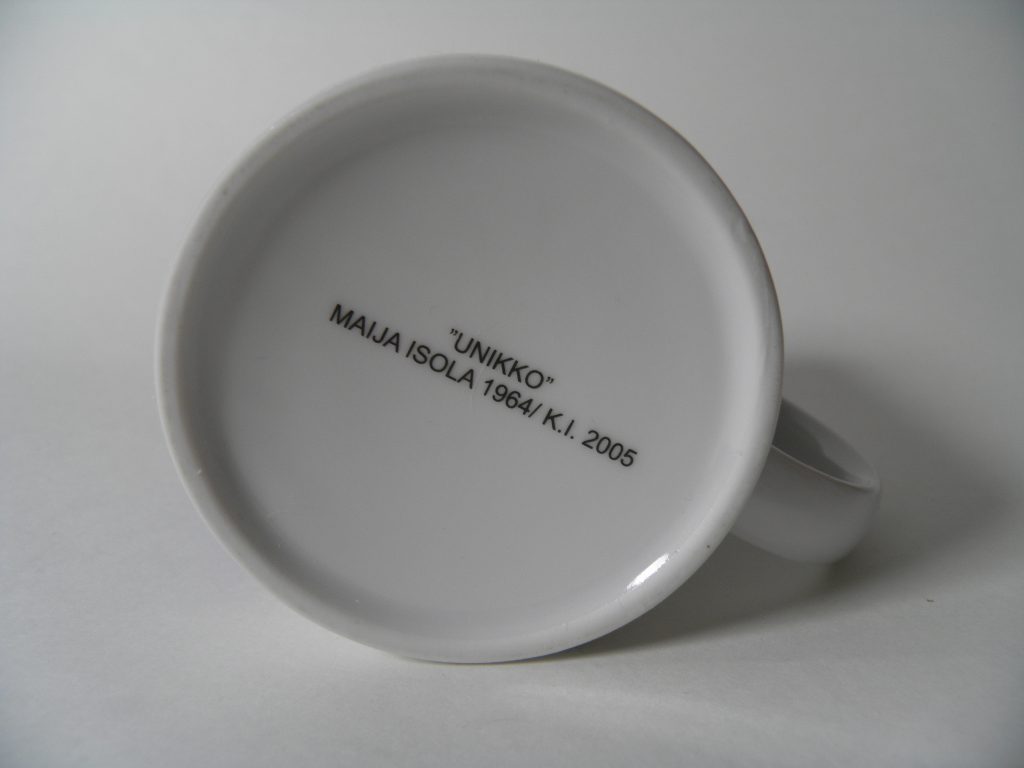 ”UNIKKO”
MAIJA ISOLA 1964/ K.I. 2005